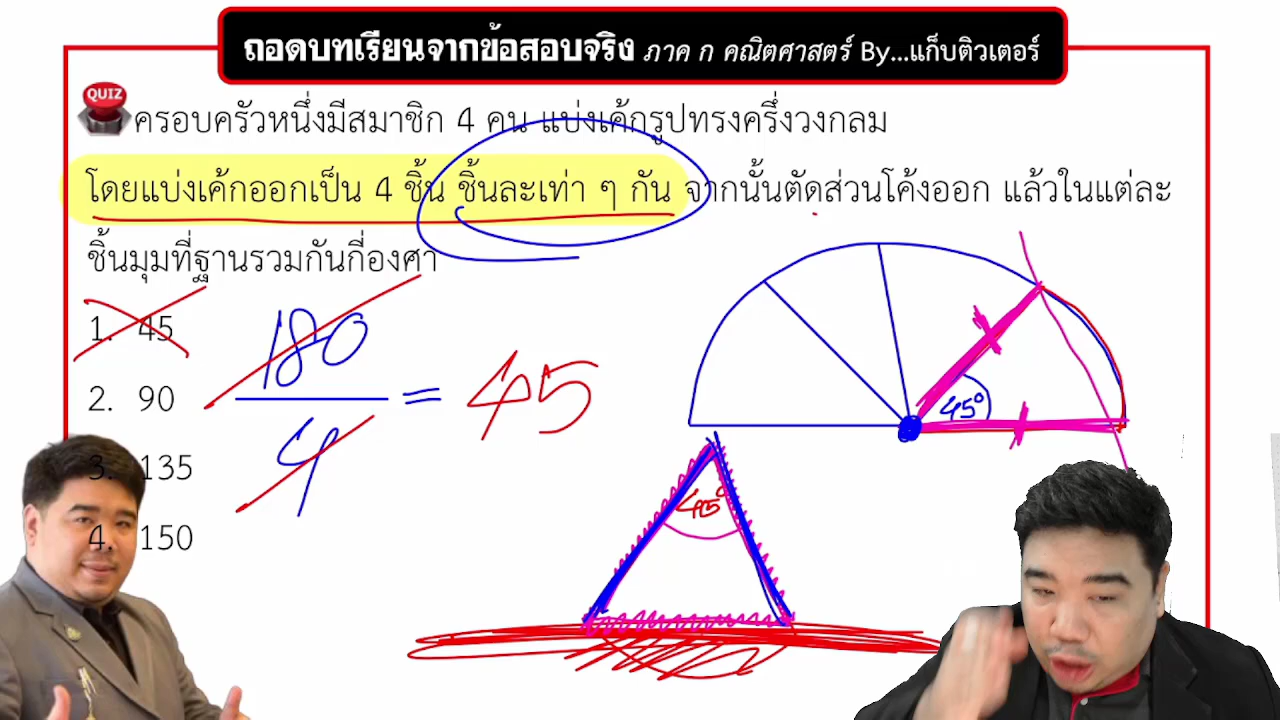 ถอดบทเรียนจากข้อสอบจริง ภาค ก คณิตศาสตร์ By...แก็บติวเตอร์
QUIZ
ครอบครัวหนึ่งมีสมาชิก 4 คน แบ่งเค้กรูปทรงครึ่งวงกลม
โดยแบ่งเค้กออกเป็น 4 ชิ้น ชิ้นละเท่า ๆ กัน จากนั้นตัดส่วนโค้งออก แล้วในแต่ละ
ชิ้นมุมที่ฐานรวมกันกี่องศา
1. 45
2. 90
3. 135
4. 150
180
4
= 45
45°
45°